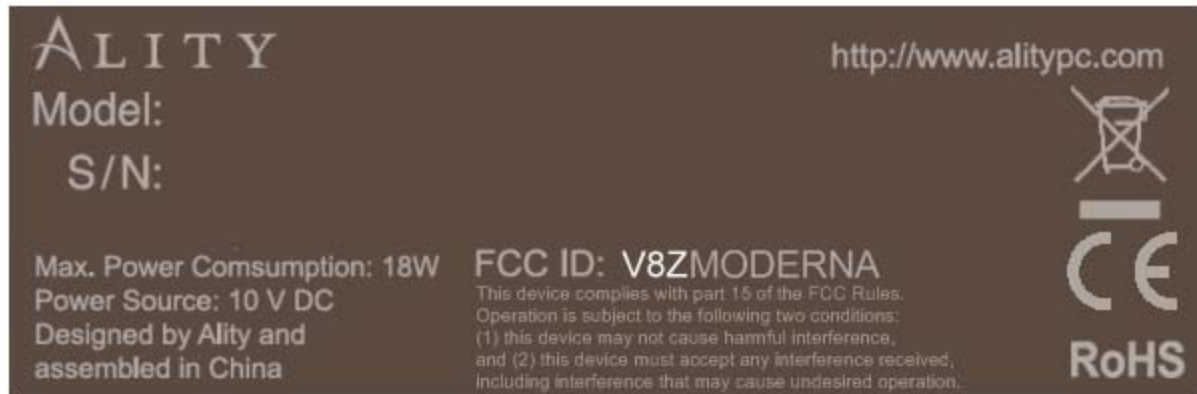 ALITY
http://www.alitypc.com
Model:
S/N:
Max. Power Comsumption: 18W
Power Source: 10 V DC
Designed by Ality and
assembled in China
FCC ID: V8ZMODERNA
This device complies with part 15 of the FCC Rules.
Operation is subject to the following two conditions:
(1) this device may not cause harmful interference,
and (2) this device must accept any interference received,
including interference that may cause undesired operation.
CE
RoHS